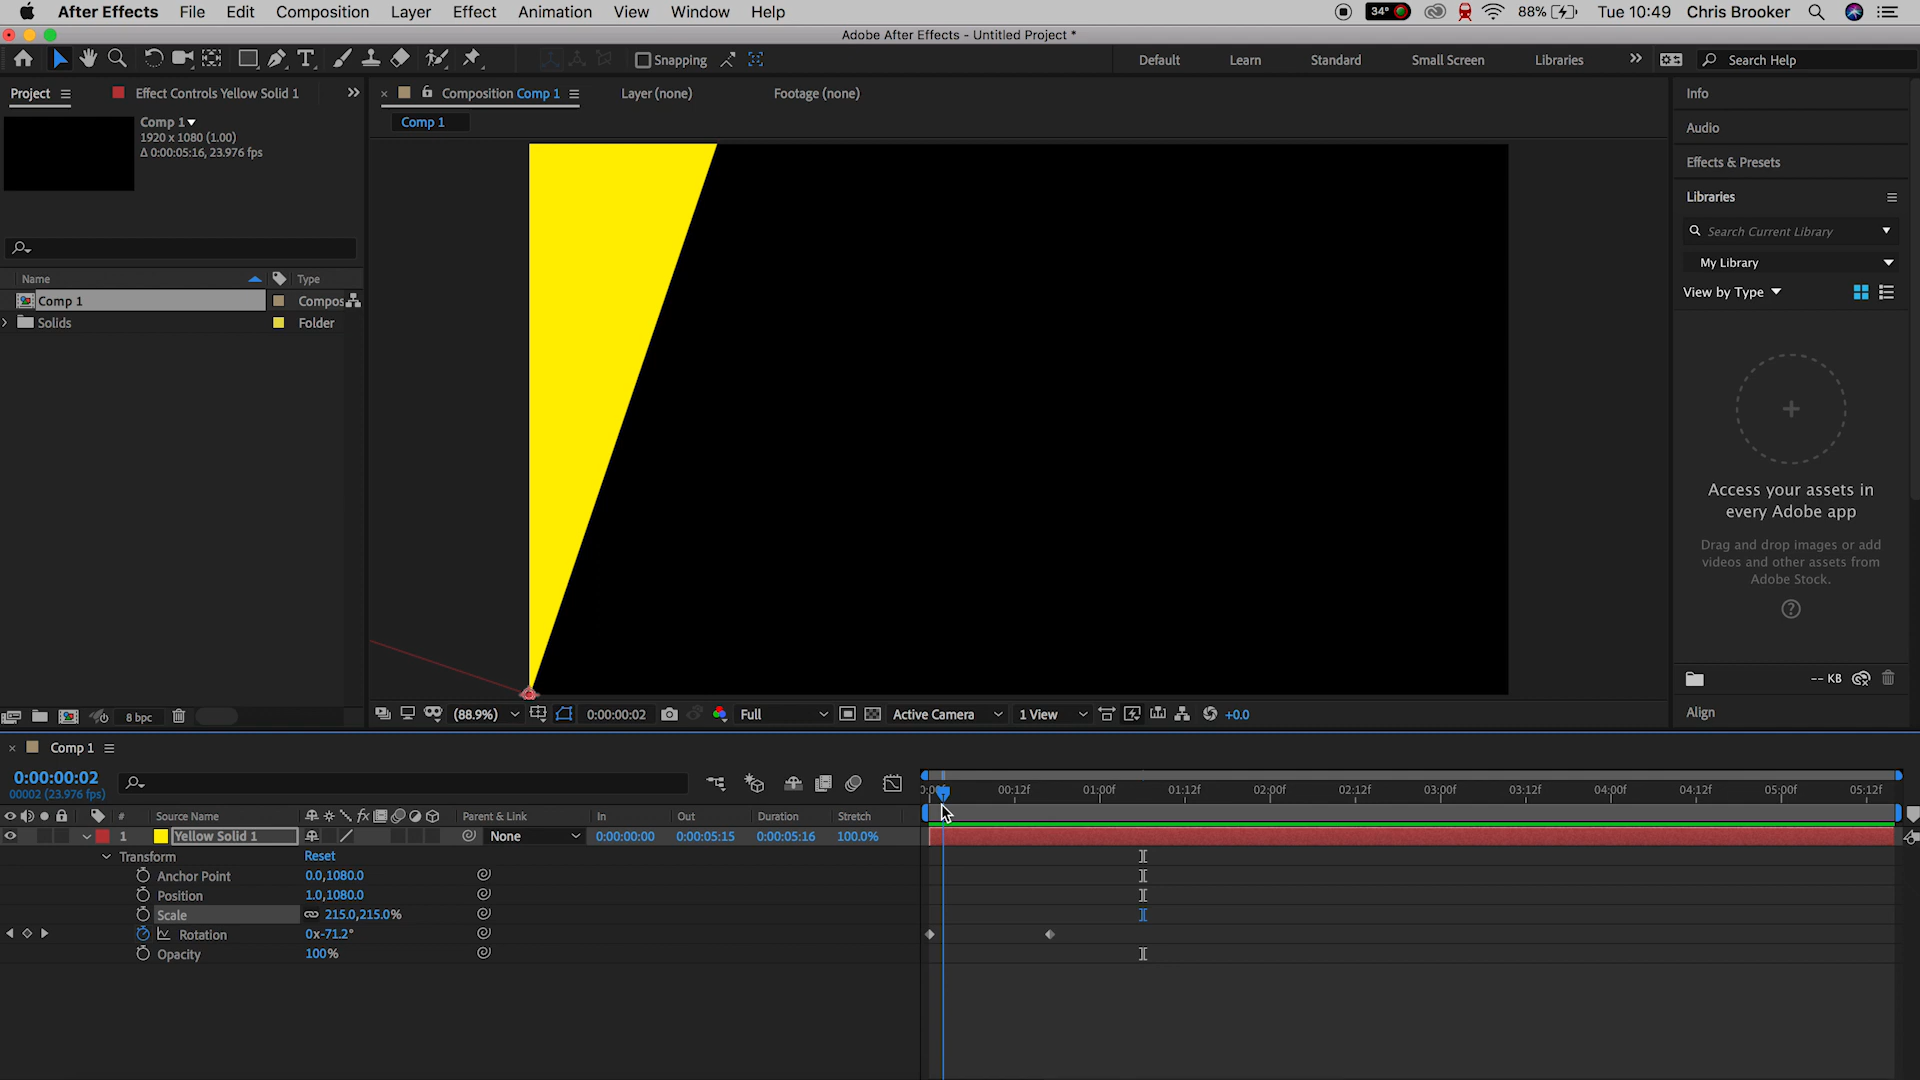 After Effects File Edit Composition Layer Effect Animation View Window Help 34° 88% Tue 10:49 Chris Brooker
Adobe After Effects - Untitled Project *
Snapping Default Learn Standard Small Screen Libraries Search Help
Project Effect Controls Yellow Solid 1 Composition Comp 1 Layer (none) Footage (none) Info
Comp 1
1920 x 1080 (1.00)
Δ 0:00:05:16, 23.976 fps
Comp 1
Audio
Effects & Presets
Libraries
Search Current Library
My Library
View by Type
Name Type
Comp 1 Compos
Solids Folder
Access your assets in
every Adobe app
Drag and drop images or add
videos and other assets from
Adobe Stock.
-- KB
Align
8 bpc (88.9%) 0:00:00:02 Full Active Camera 1 View +0.0
Comp 1
0:00:00:02
00002 (23.976 fps)
00:12f 01:00f 01:12f 02:00f 02:12f 03:00f 03:12f 04:00f 04:12f 05:00f 05:12f
# Source Name fx Parent & Link In Out Duration Stretch
1 Yellow Solid 1 None 0:00:00:00 0:00:05:15 0:00:05:16 100.0%
Transform Reset
Anchor Point 0.0,1080.0
Position 1.0,1080.0
Scale 215.0,215.0%
Rotation 0x-71.2°
Opacity 100%